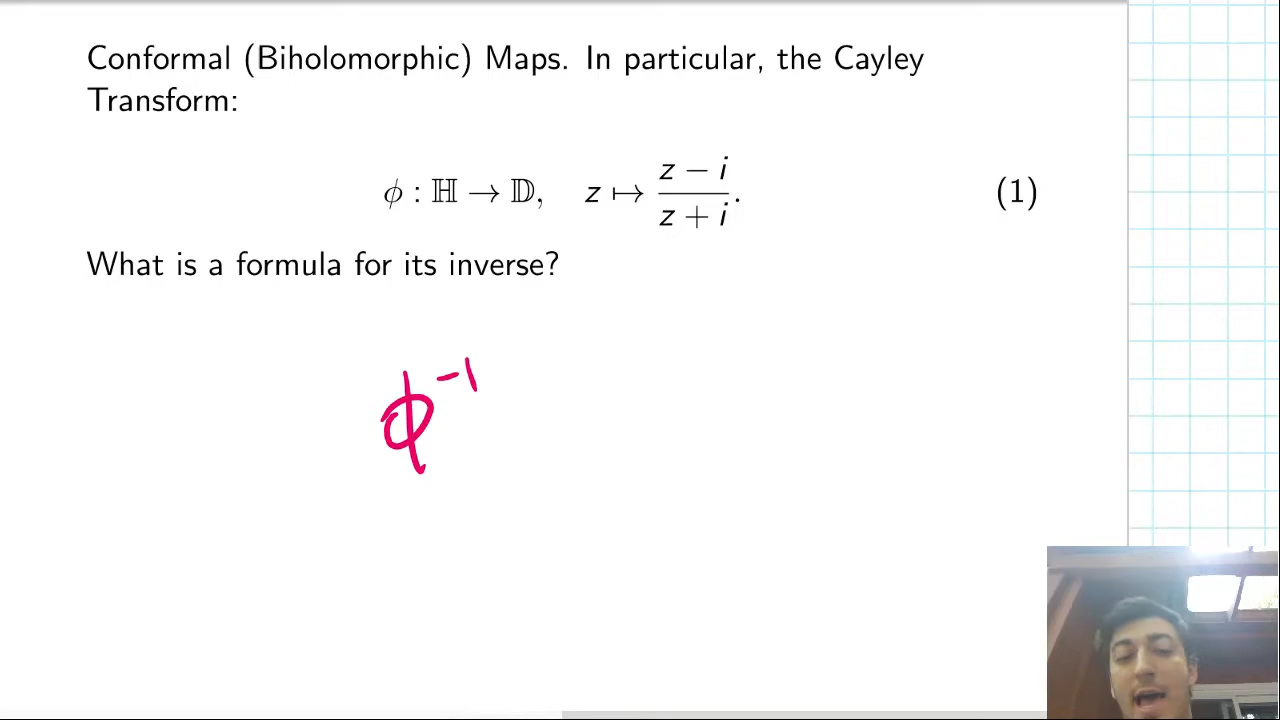 Conformal (Biholomorphic) Maps. In particular, the Cayley
Transform:
ϕ : ℍ → 𝔻, z ↦ (z − i)/(z + i). (1)
What is a formula for its inverse?
ϕ⁻¹